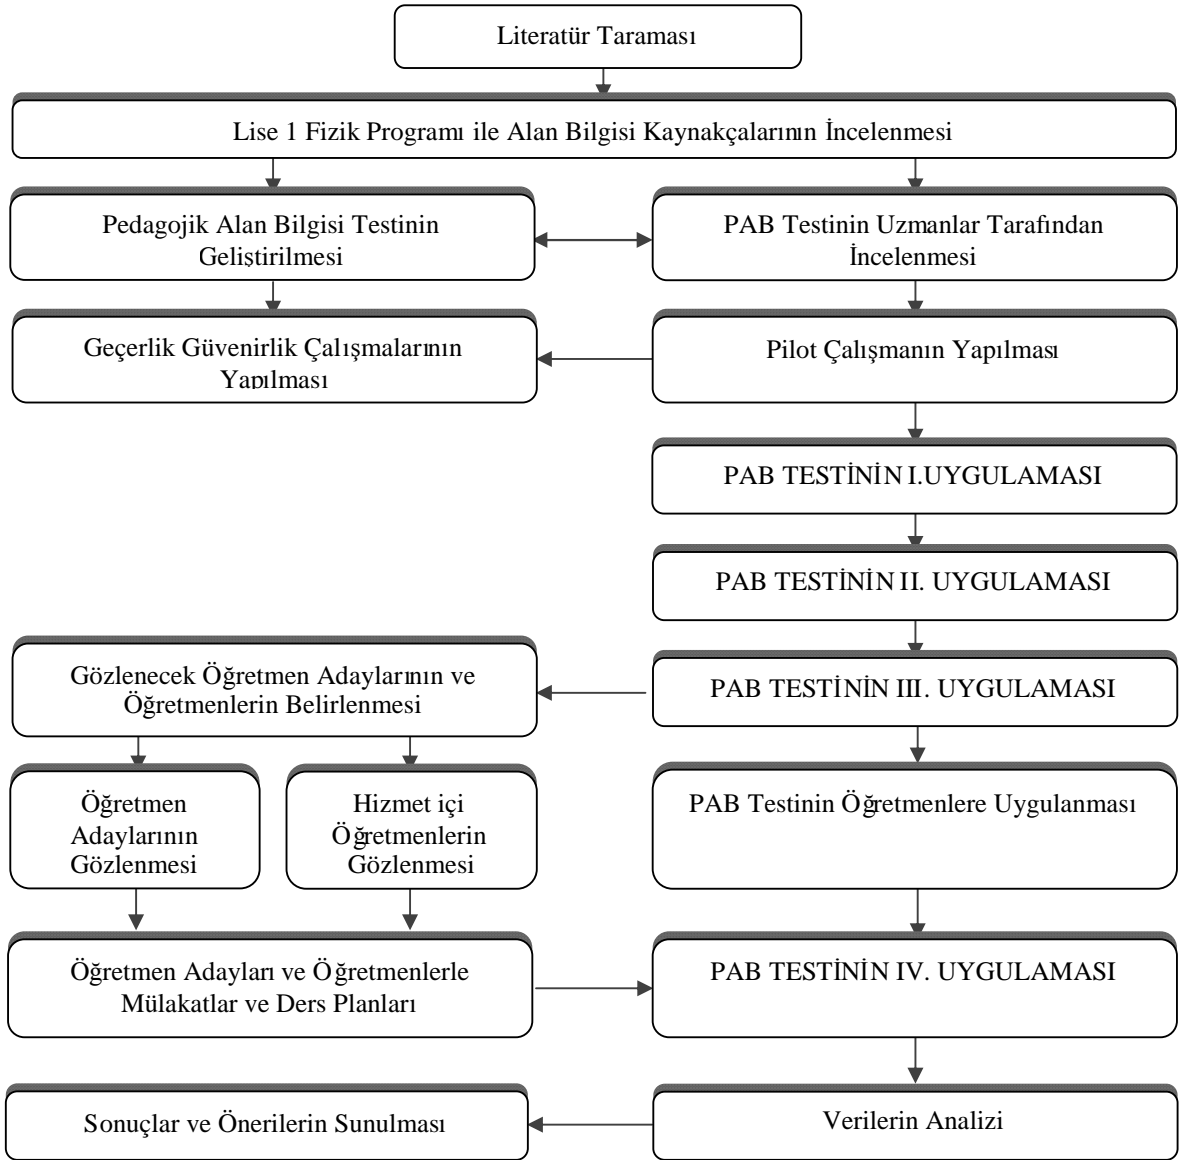 Literatür Taraması
Lise 1 Fizik Programı ile Alan Bilgisi Kaynakçalarının İncelenmesi
Pedagojik Alan Bilgisi Testinin
Geliştirilmesi
PAB Testinin Uzmanlar Tarafından
İncelenmesi
Geçerlik Güvenirlik Çalışmalarının
Yapılması
Pilot Çalışmanın Yapılması
PAB TESTİNİN I.UYGULAMASI
PAB TESTİNİN II. UYGULAMASI
Gözlenecek Öğretmen Adaylarının ve
Öğretmenlerin Belirlenmesi
PAB TESTİNİN III. UYGULAMASI
Öğretmen
Adaylarının
Gözlenmesi
Hizmet içi
Öğretmenlerin
Gözlenmesi
PAB Testinin Öğretmenlere Uygulanması
Öğretmen Adayları ve Öğretmenlerle
Mülakatlar ve Ders Planları
PAB TESTİNİN IV. UYGULAMASI
Sonuçlar ve Önerilerin Sunulması
Verilerin Analizi